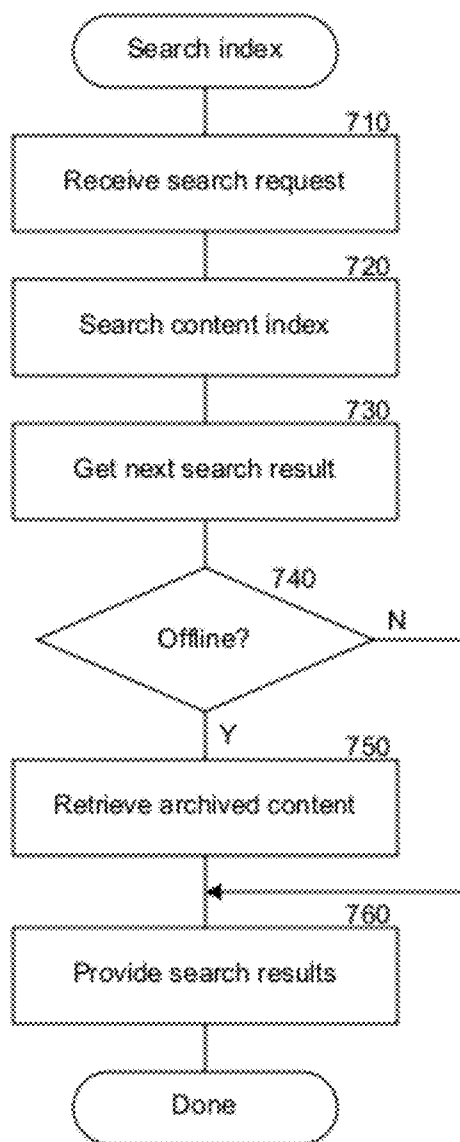 Search index
710
Receive search request
720
Search content index
730
Get next search result
740
Offline?
N
Y
750
Retrieve archived content
760
Provide search results
Done